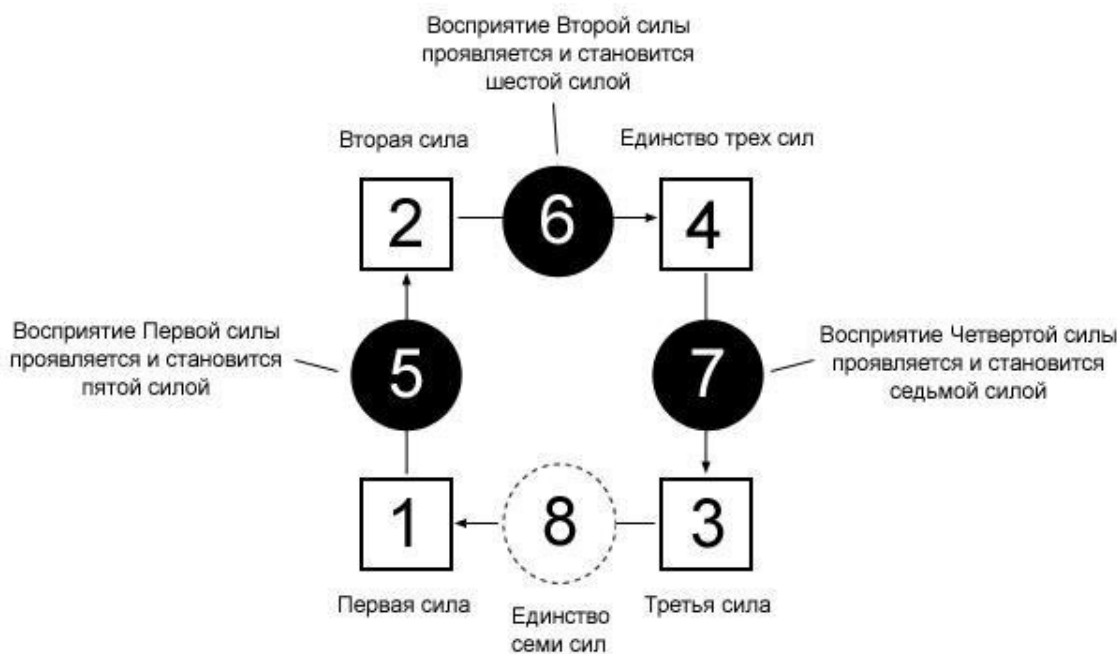 Восприятие Второй силы
проявляется и становится
шестой силой
Вторая сила
Единство трех сил
2
6
4
Восприятие Первой силы
проявляется и становится
пятой силой
5
7
Восприятие Четвертой силы
проявляется и становится
седьмой силой
1
8
3
Первая сила
Единство
семи сил
Третья сила